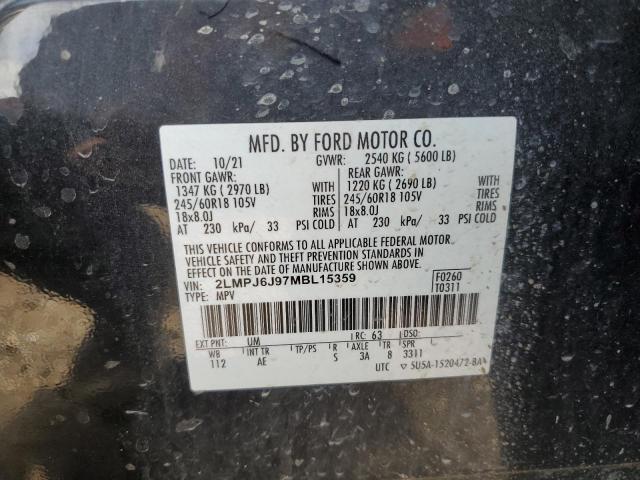 MFD. BY FORD MOTOR CO.
DATE: 10/21 GVWR: 2540 KG ( 5600 LB)
FRONT GAWR: REAR GAWR:
1347 KG ( 2970 LB) WITH 1220 KG ( 2690 LB) WITH
245/60R18 105V TIRES 245/60R18 105V TIRES
18x8.0J RIMS 18x8.0J RIMS
AT 230 kPa/ 33 PSI COLD AT 230 kPa/ 33 PSI COLD
THIS VEHICLE CONFORMS TO ALL APPLICABLE FEDERAL MOTOR
VEHICLE SAFETY AND THEFT PREVENTION STANDARDS IN
EFFECT ON THE DATE OF MANUFACTURE SHOWN ABOVE.
VIN: 2LMPJ6J97MBL15359 F0260
TYPE: MPV T0311
EXT PNT: UM RC: 63 DSO:
WB INT TR TP/PS R AXLE TR SPR
112 AE S 3A 8 3311
UTC ▽ 5U5A-1520472-BA